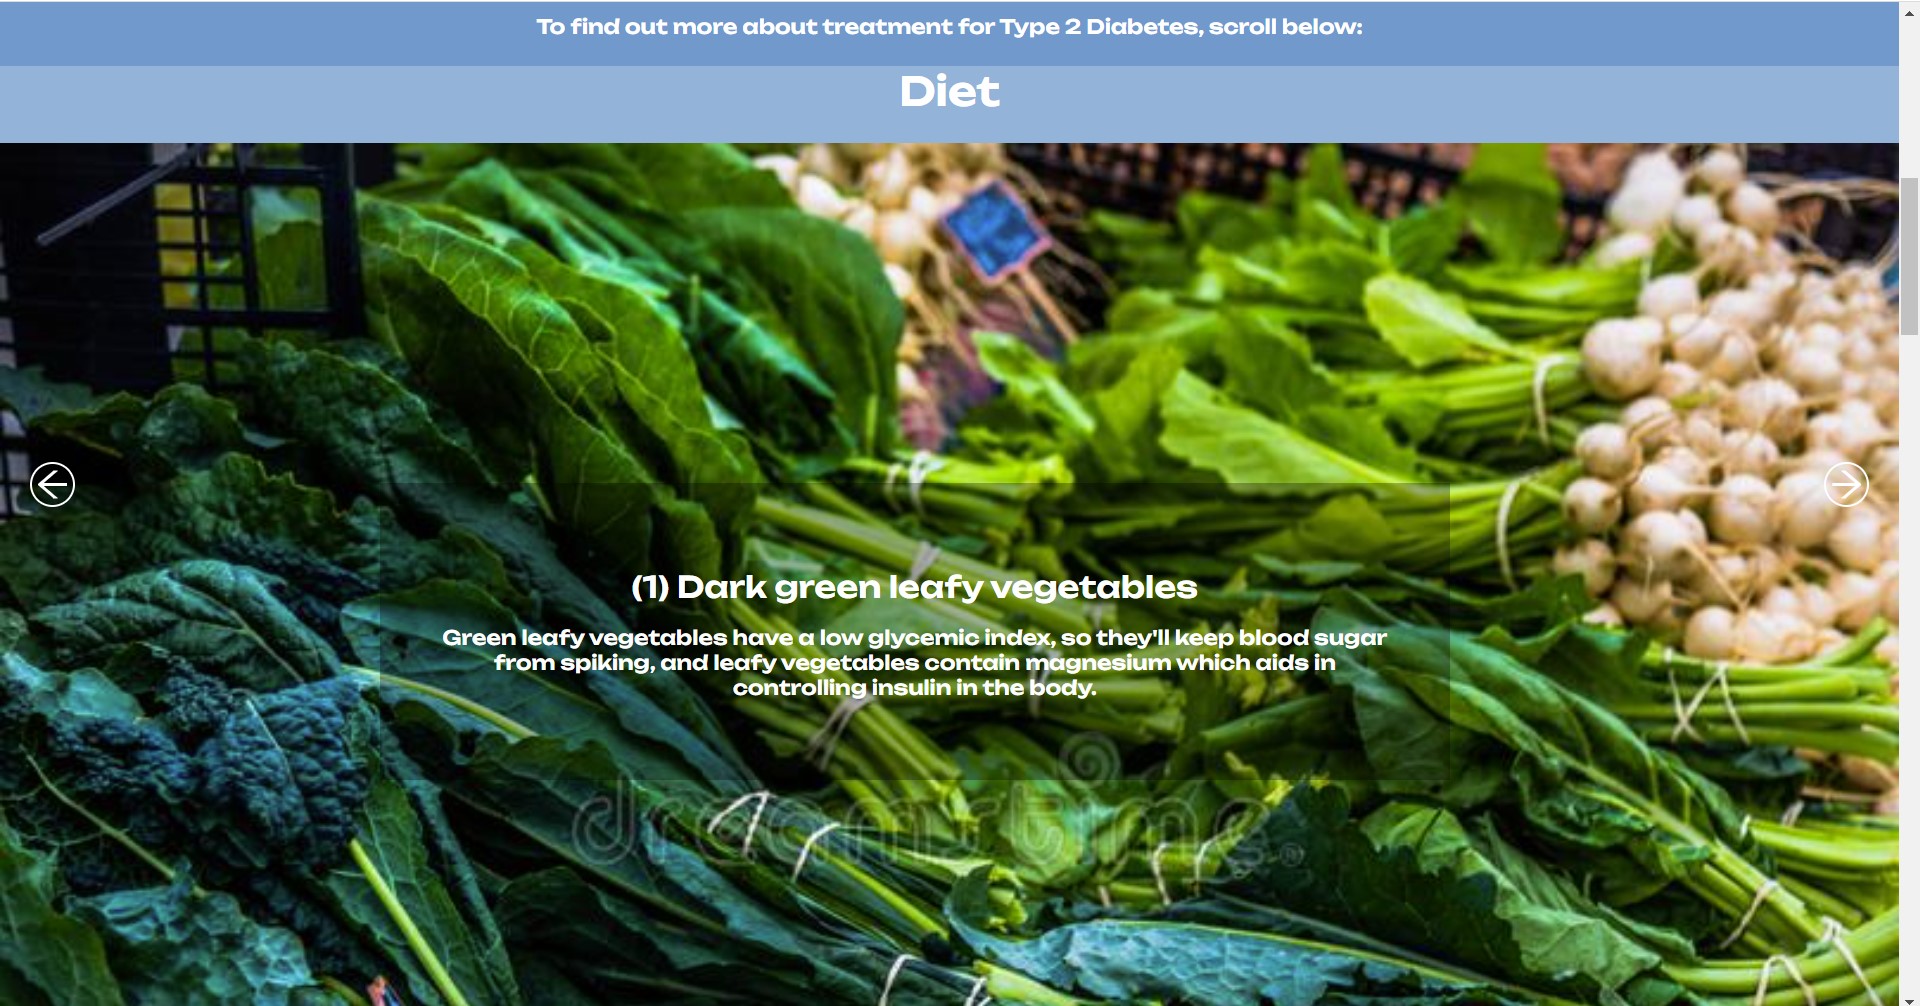 To find out more about treatment for Type 2 Diabetes, scroll below:
Diet
(1) Dark green leafy vegetables
Green leafy vegetables have a low glycemic index, so they'll keep blood sugar
from spiking, and leafy vegetables contain magnesium which aids in
controlling insulin in the body.
dreamstime®